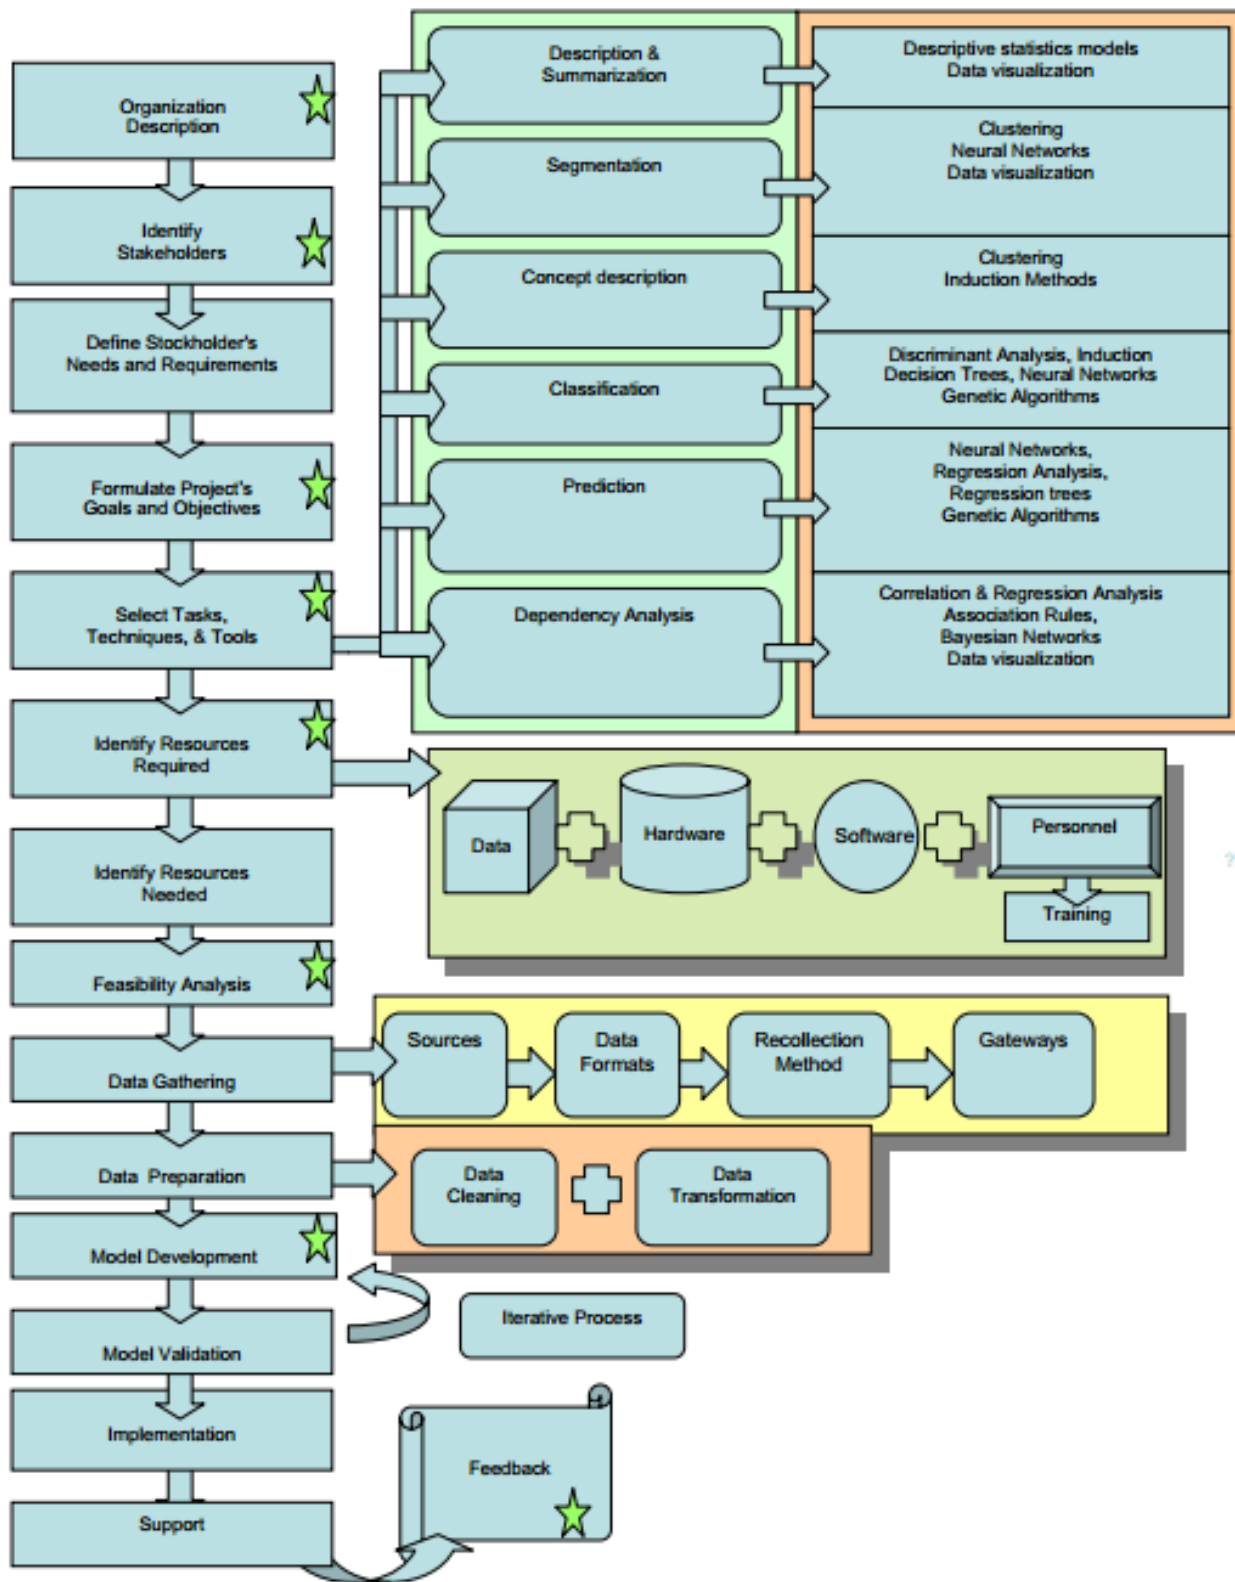 Organization
Description
Identify
Stakeholders
Define Stockholder's
Needs and Requirements
Formulate Project's
Goals and Objectives
Select Tasks,
Techniques, & Tools
Identify Resources
Required
Identify Resources
Needed
Feasibility Analysis
Data Gathering
Data Preparation
Model Development
Model Validation
Implementation
Support
Description &
Summarization
Segmentation
Concept description
Classification
Prediction
Dependency Analysis
Descriptive statistics models
Data visualization
Clustering
Neural Networks
Data visualization
Clustering
Induction Methods
Discriminant Analysis, Induction
Decision Trees, Neural Networks
Genetic Algorithms
Neural Networks,
Regression Analysis,
Regression trees
Genetic Algorithms
Correlation & Regression Analysis
Association Rules,
Bayesian Networks
Data visualization
Data
Hardware
Software
Personnel
Training
?
Sources
Data
Formats
Recollection
Method
Gateways
Data
Cleaning
Data
Transformation
Iterative Process
Feedback